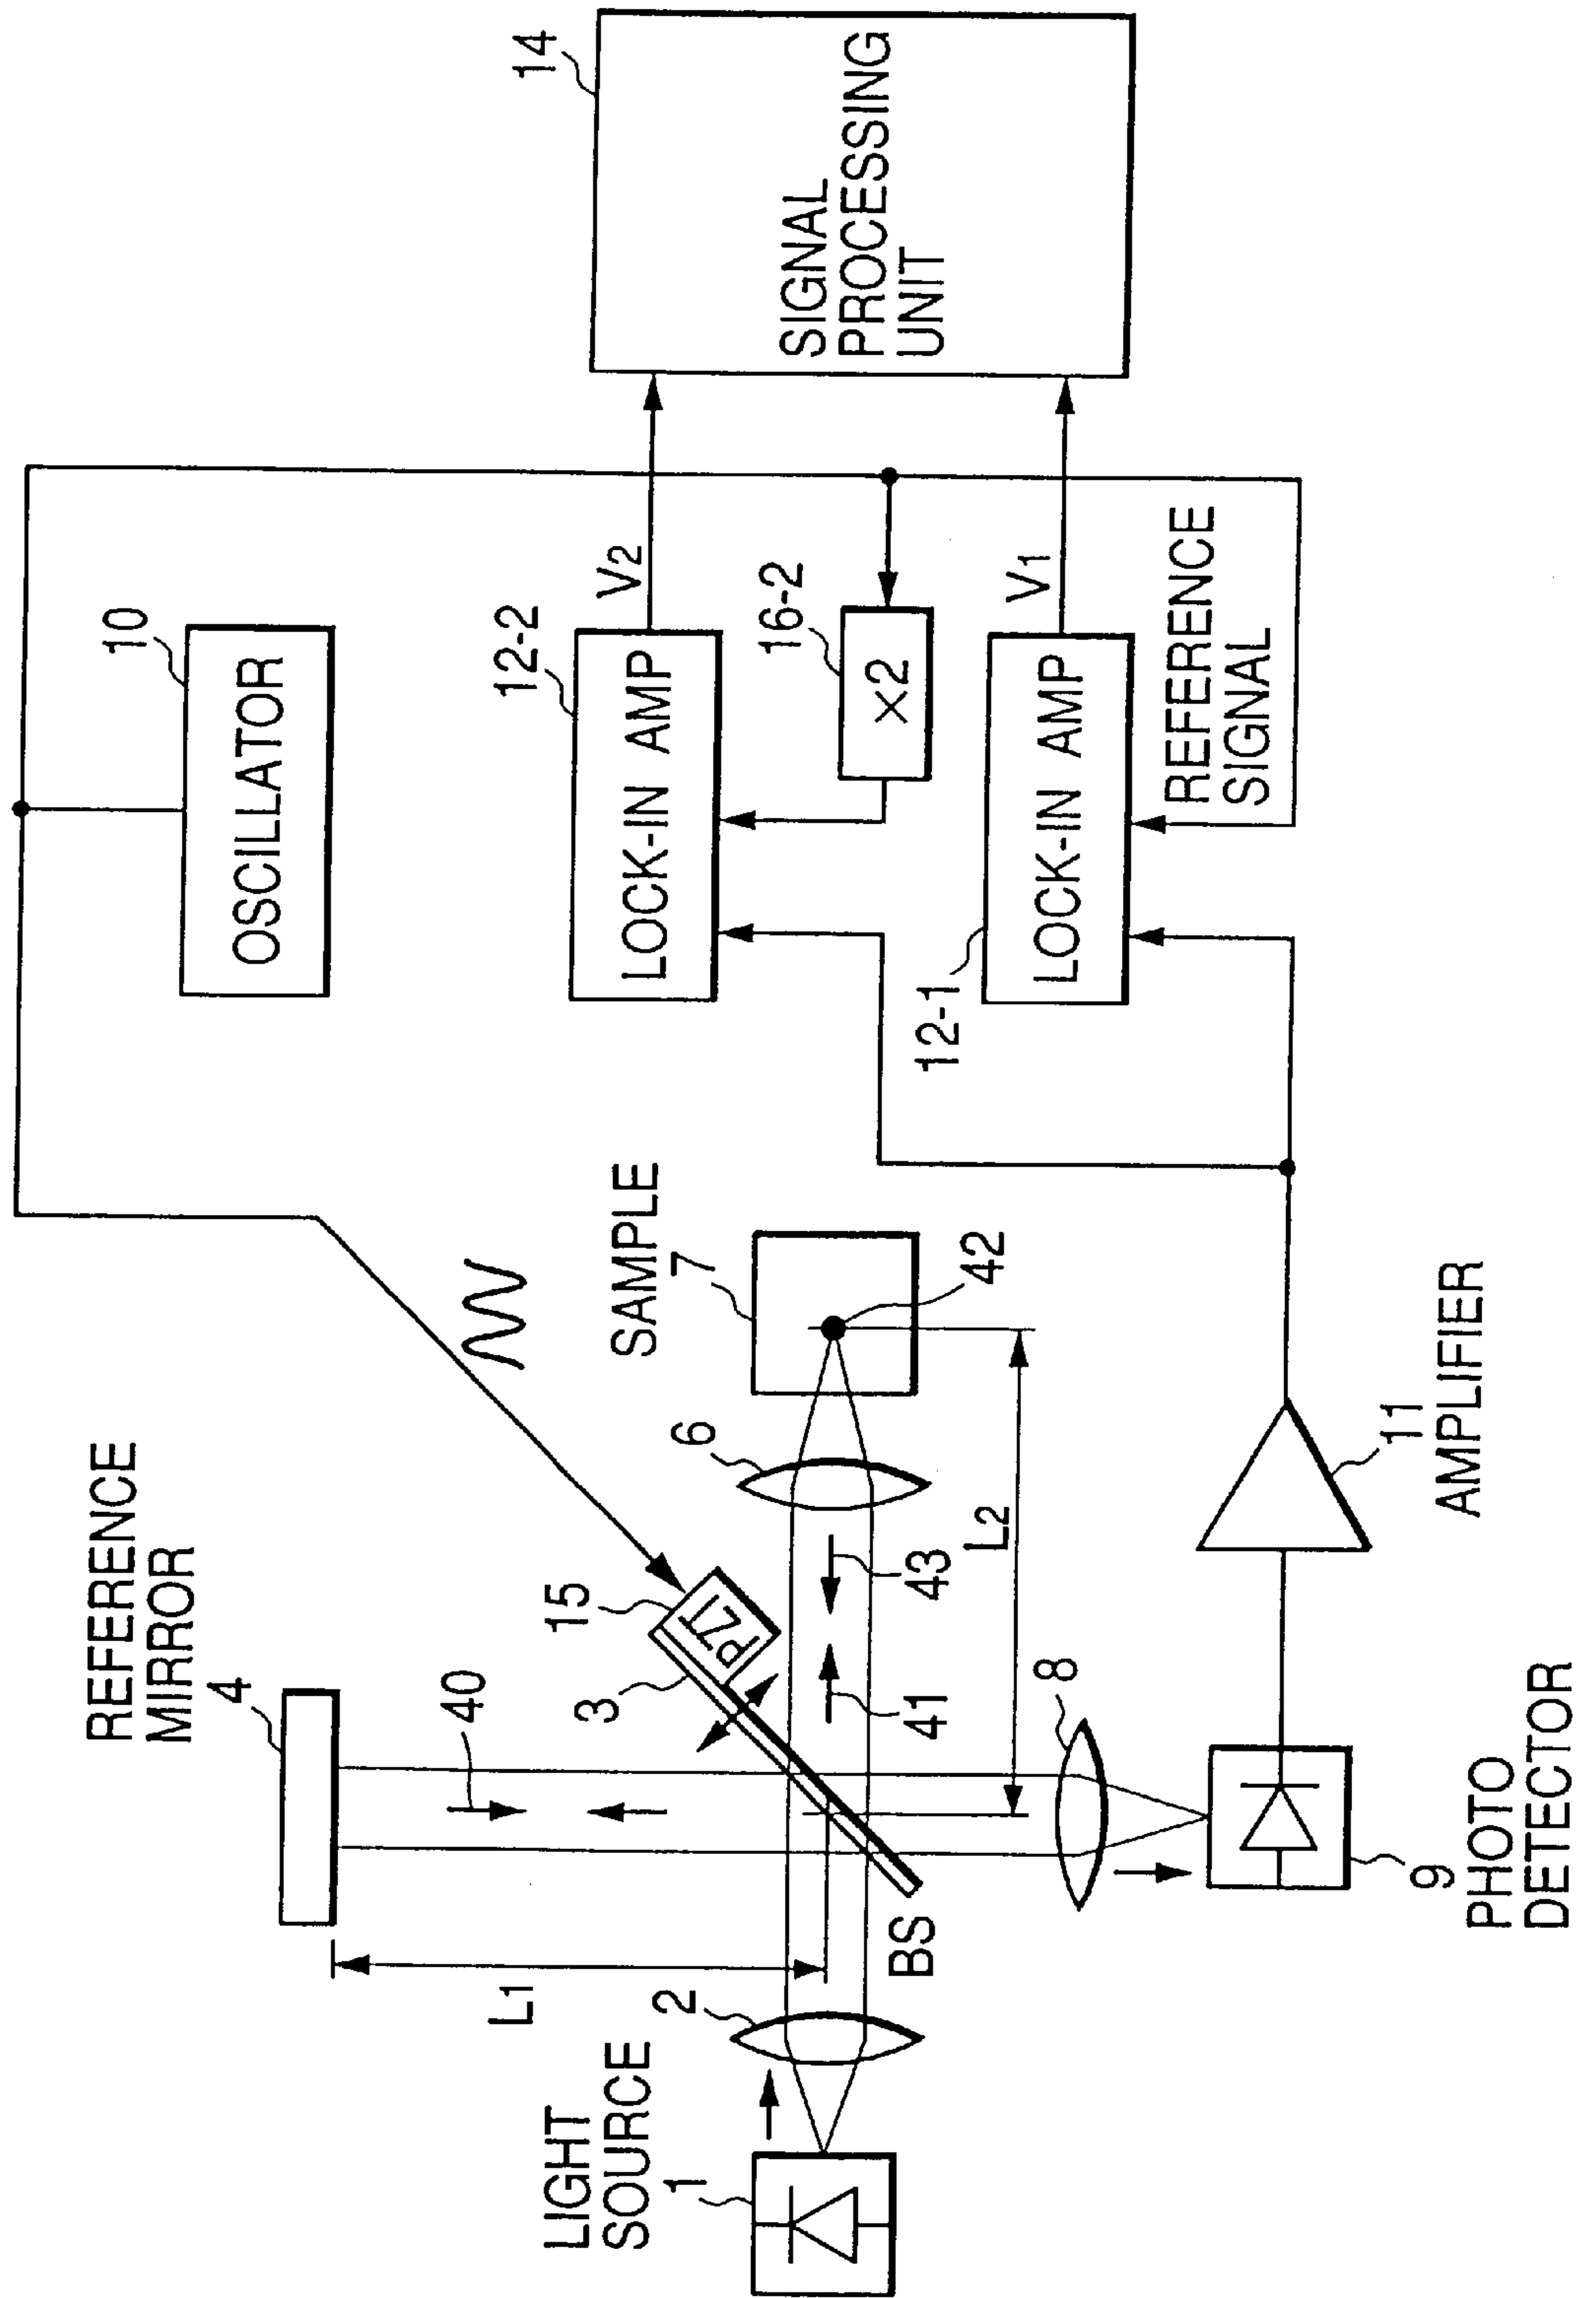 14
SIGNAL
PROCESSING
UNIT
10
OSCILLATOR
V2
12-2
LOCK-IN AMP
16-2
×2
V1
12-1
LOCK-IN AMP
REFERENCE
SIGNAL
REFERENCE
MIRROR
4
40
SAMPLE
7
42
6
L2
43
41
15
PZT
3
8
BS
L1
2
LIGHT
SOURCE
1
11
AMPLIFIER
9
PHOTO
DETECTOR